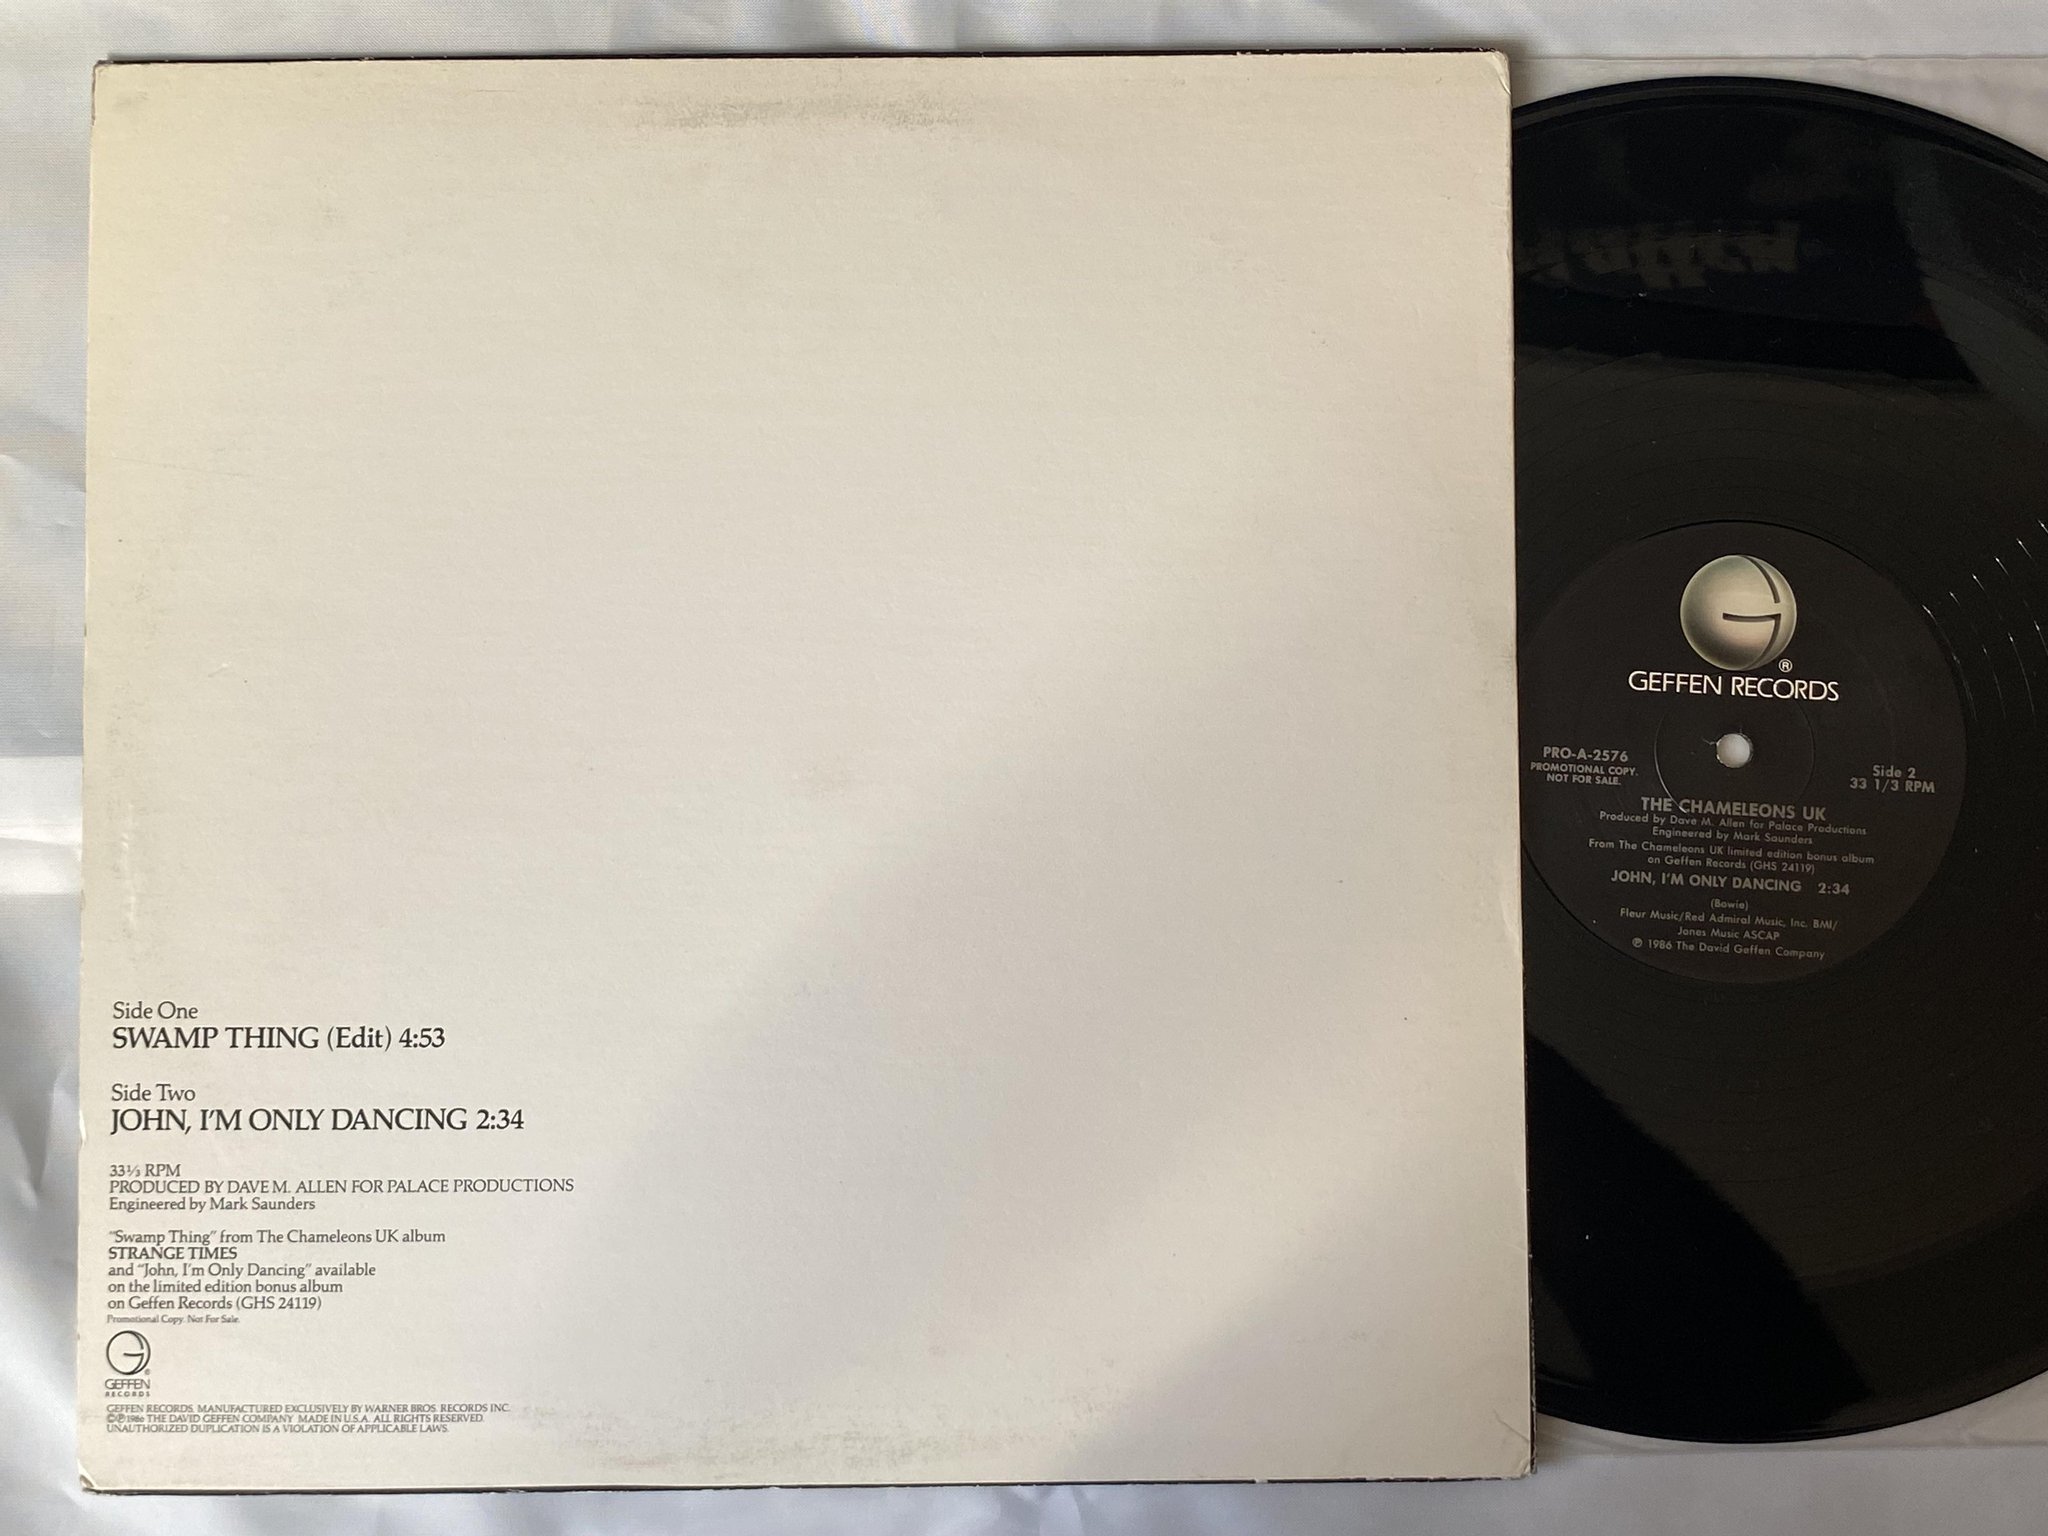 Side One
SWAMP THING (Edit) 4:53
Side Two
JOHN, I'M ONLY DANCING 2:34
33⅓ RPM
PRODUCED BY DAVE M. ALLEN FOR PALACE PRODUCTIONS
Engineered by Mark Saunders
"Swamp Thing" from The Chameleons UK album
STRANGE TIMES
and "John, I'm Only Dancing" available
on the limited edition bonus album
on Geffen Records (GHS 24119)
Promotional Copy. Not For Sale.
GEFFEN
RECORDS
GEFFEN RECORDS, MANUFACTURED EXCLUSIVELY BY WARNER BROS. RECORDS INC.
©℗ 1986 THE DAVID GEFFEN COMPANY MADE IN U.S.A. ALL RIGHTS RESERVED.
UNAUTHORIZED DUPLICATION IS A VIOLATION OF APPLICABLE LAWS.
®
GEFFEN RECORDS
PRO-A-2576
PROMOTIONAL COPY.
NOT FOR SALE.
Side 2
33 1/3 RPM
THE CHAMELEONS UK
Produced by Dave M. Allen for Palace Productions
Engineered by Mark Saunders
From The Chameleons UK limited edition bonus album
on Geffen Records (GHS 24119)
JOHN, I'M ONLY DANCING 2:34
(Bowie)
Fleur Music/Red Admiral Music, Inc. BMI/
Jones Music ASCAP
℗ 1986 The David Geffen Company